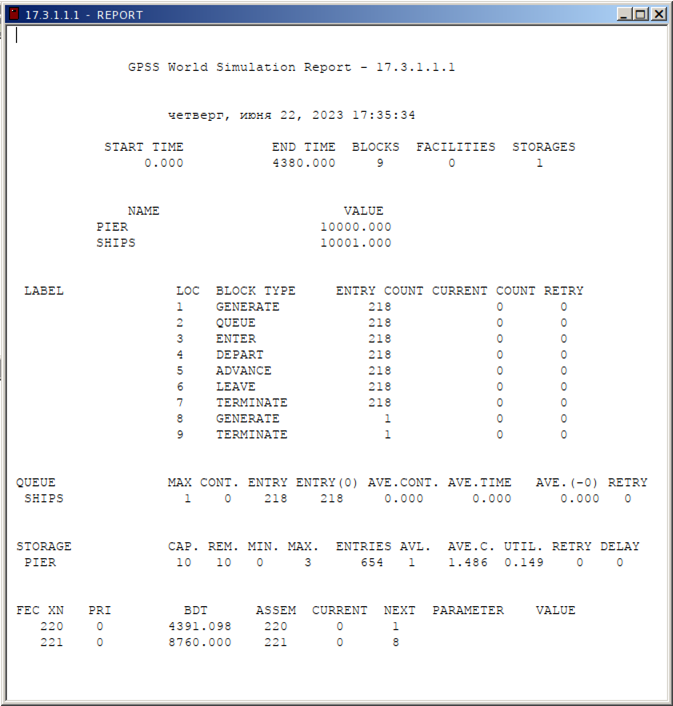 17.3.1.1.1 - REPORT
GPSS World Simulation Report - 17.3.1.1.1
четверг, июня 22, 2023 17:35:34
START TIME END TIME BLOCKS FACILITIES STORAGES
0.000 4380.000 9 0 1
NAME VALUE
PIER 10000.000
SHIPS 10001.000
LABEL LOC BLOCK TYPE ENTRY COUNT CURRENT COUNT RETRY
1 GENERATE 218 0 0
2 QUEUE 218 0 0
3 ENTER 218 0 0
4 DEPART 218 0 0
5 ADVANCE 218 0 0
6 LEAVE 218 0 0
7 TERMINATE 218 0 0
8 GENERATE 1 0 0
9 TERMINATE 1 0 0
QUEUE MAX CONT. ENTRY ENTRY(0) AVE.CONT. AVE.TIME AVE.(-0) RETRY
SHIPS 1 0 218 218 0.000 0.000 0.000 0
STORAGE CAP. REM. MIN. MAX. ENTRIES AVL. AVE.C. UTIL. RETRY DELAY
PIER 10 10 0 3 654 1 1.486 0.149 0 0
FEC XN PRI BDT ASSEM CURRENT NEXT PARAMETER VALUE
220 0 4391.098 220 0 1
221 0 8760.000 221 0 8